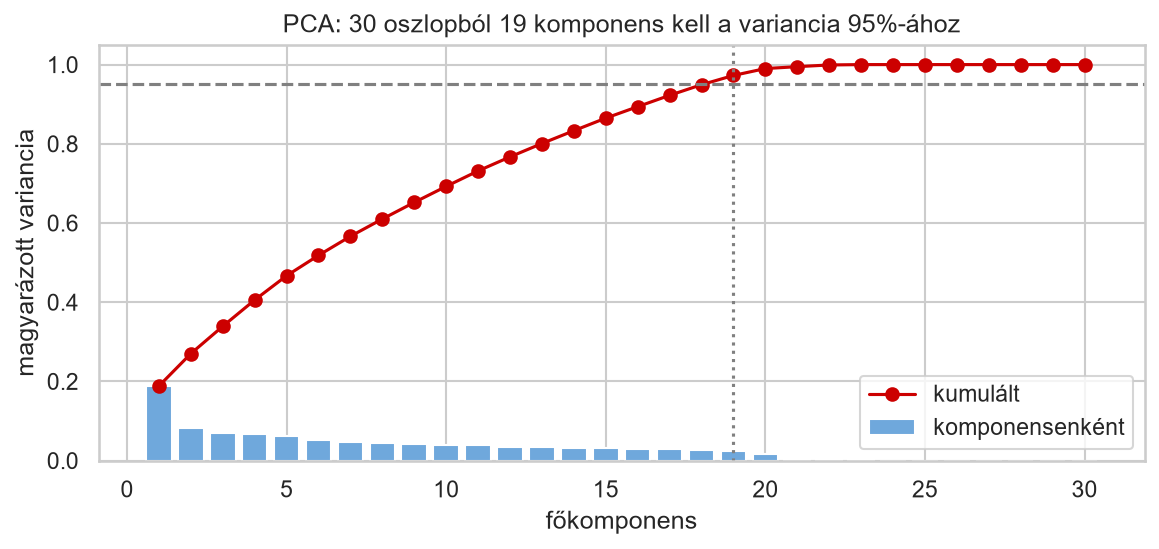 PCA: 30 oszlopból 19 komponens kell a variancia 95%-ához
magyarázott variancia
1.0
0.8
0.6
0.4
0.2
0.0
kumulált
komponensenként
0 5 10 15 20 25 30
főkomponens